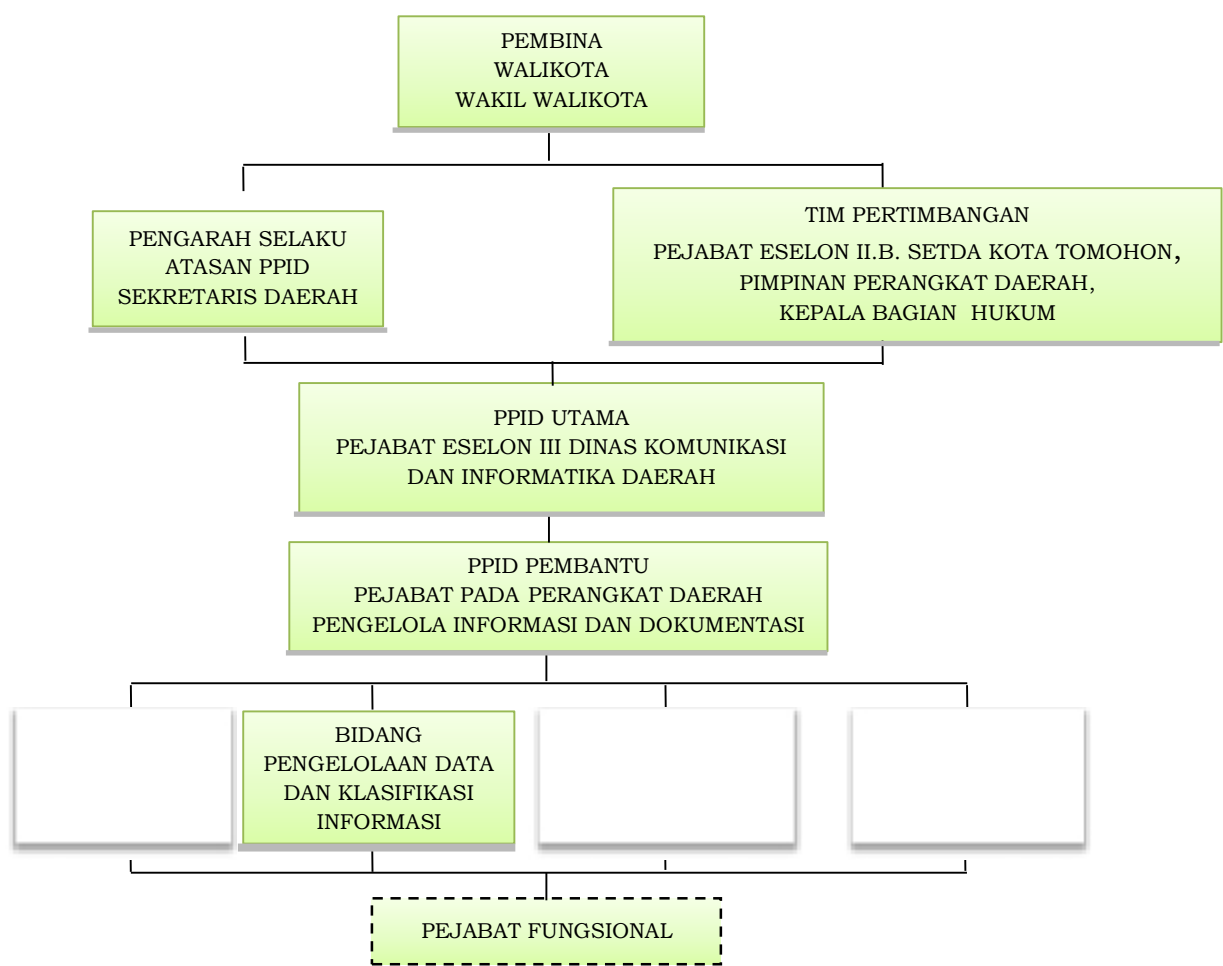 PEMBINA
WALIKOTA
WAKIL WALIKOTA
PENGARAH SELAKU
ATASAN PPID
SEKRETARIS DAERAH
TIM PERTIMBANGAN
PEJABAT ESELON II.B. SETDA KOTA TOMOHON,
PIMPINAN PERANGKAT DAERAH,
KEPALA BAGIAN HUKUM
PPID UTAMA
PEJABAT ESELON III DINAS KOMUNIKASI
DAN INFORMATIKA DAERAH
PPID PEMBANTU
PEJABAT PADA PERANGKAT DAERAH
PENGELOLA INFORMASI DAN DOKUMENTASI
BIDANG
PENGELOLAAN DATA
DAN KLASIFIKASI
INFORMASI
PEJABAT FUNGSIONAL